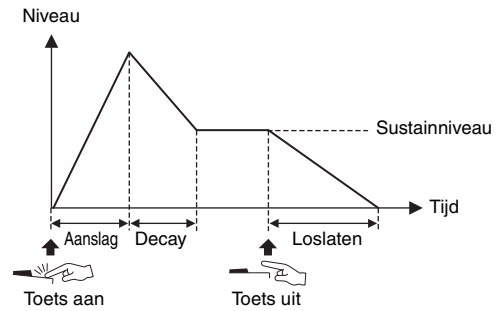 Niveau
Sustainniveau
Tijd
Aanslag Decay Loslaten
Toets aan Toets uit